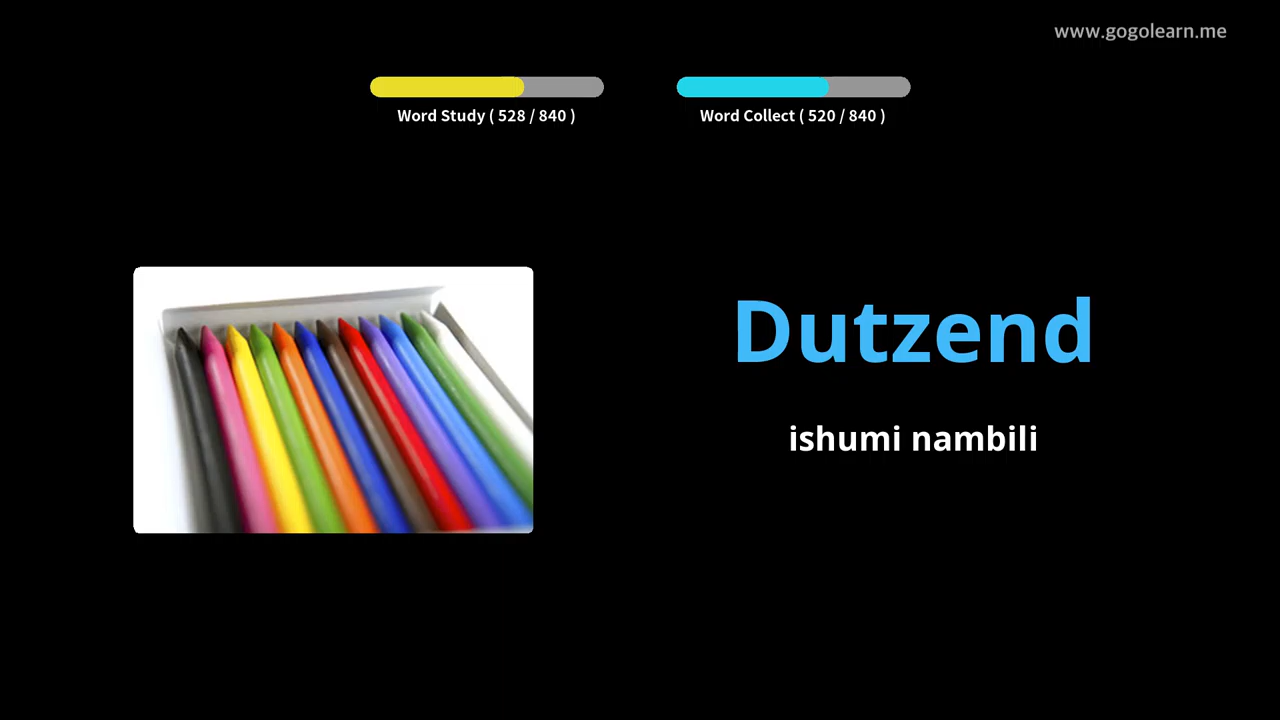 www.gogolearn.me
Word Study ( 528 / 840 )
Word Collect ( 520 / 840 )
Dutzend
ishumi nambili